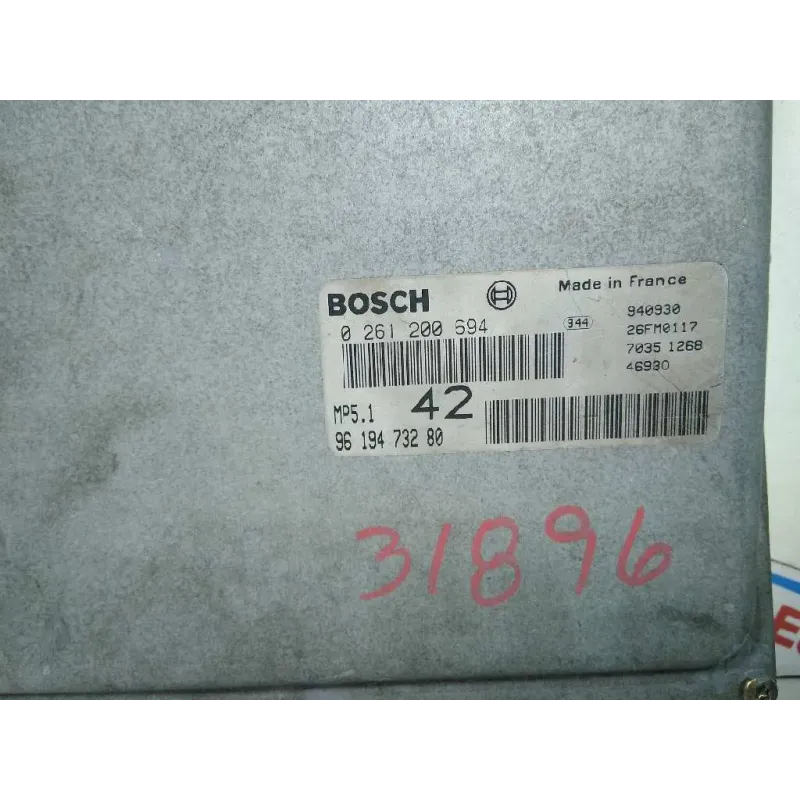 BOSCH
Made in France
0 261 200 694
344
940930
26FM0117
7035 1268
46930
MP5.1
42
96 194 732 80
31896